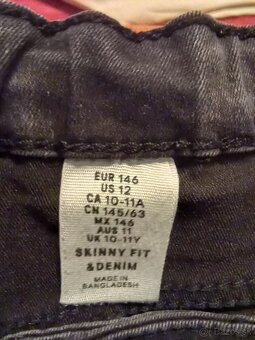 EUR 146
US 12
CA 10-11A
CN 145/63
MX 146
AUS 11
UK 10-11Y
SKINNY FIT
&DENIM
MADE IN
BANGLADESH